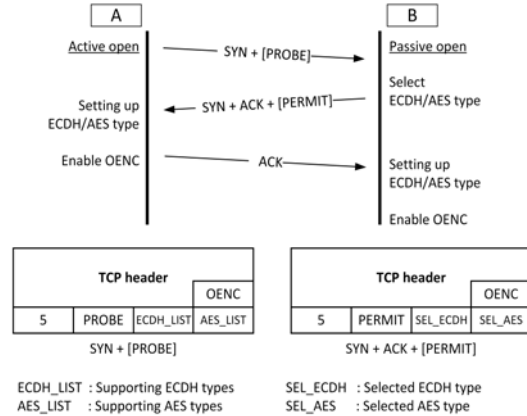 A B
Active open Passive open
SYN + [PROBE]
Select
ECDH/AES type
SYN + ACK + [PERMIT]
Setting up
ECDH/AES type
Enable OENC
ACK
Setting up
ECDH/AES type
Enable OENC
TCP header
OENC
5 PROBE ECDH_LIST AES_LIST
SYN + [PROBE]
ECDH_LIST : Supporting ECDH types
AES_LIST : Supporting AES types
TCP header
OENC
5 PERMIT SEL_ECDH SEL_AES
SYN + ACK + [PERMIT]
SEL_ECDH : Selected ECDH type
SEL_AES : Selected AES type